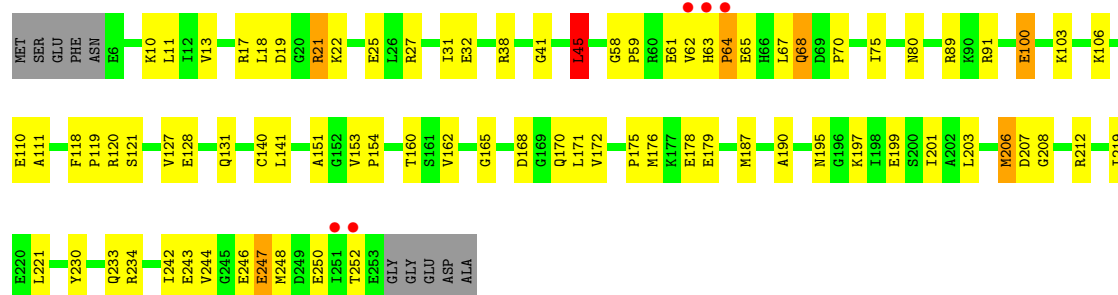 MET SER GLU PHE ASN E6 K10 L11 I12 V13 R17 L18 D19 G20 R21 K22 E25 L26 R27 I31 E32 R38 G41 L45 G58 P59 R60 E61 V62 H63 P64 E65 H66 L67 Q68 D69 P70 I75 N80 R89 K90 R91 E100 K103 K106
E110 A111 F118 P119 R120 S121 V127 E128 Q131 C140 L141 A151 G152 V153 P154 T160 S161 V162 G165 D168 G169 Q170 L171 V172 P175 M176 K177 E178 E179 M187 A190 N195 G196 K197 I198 E199 S200 I201 A202 L203 M206 D207 G208 R212
E220 L221 Y230 Q233 R234 I242 E243 V244 G245 E246 E247 M248 D249 E250 I251 T252 E253 GLY GLY GLU ASP ALA